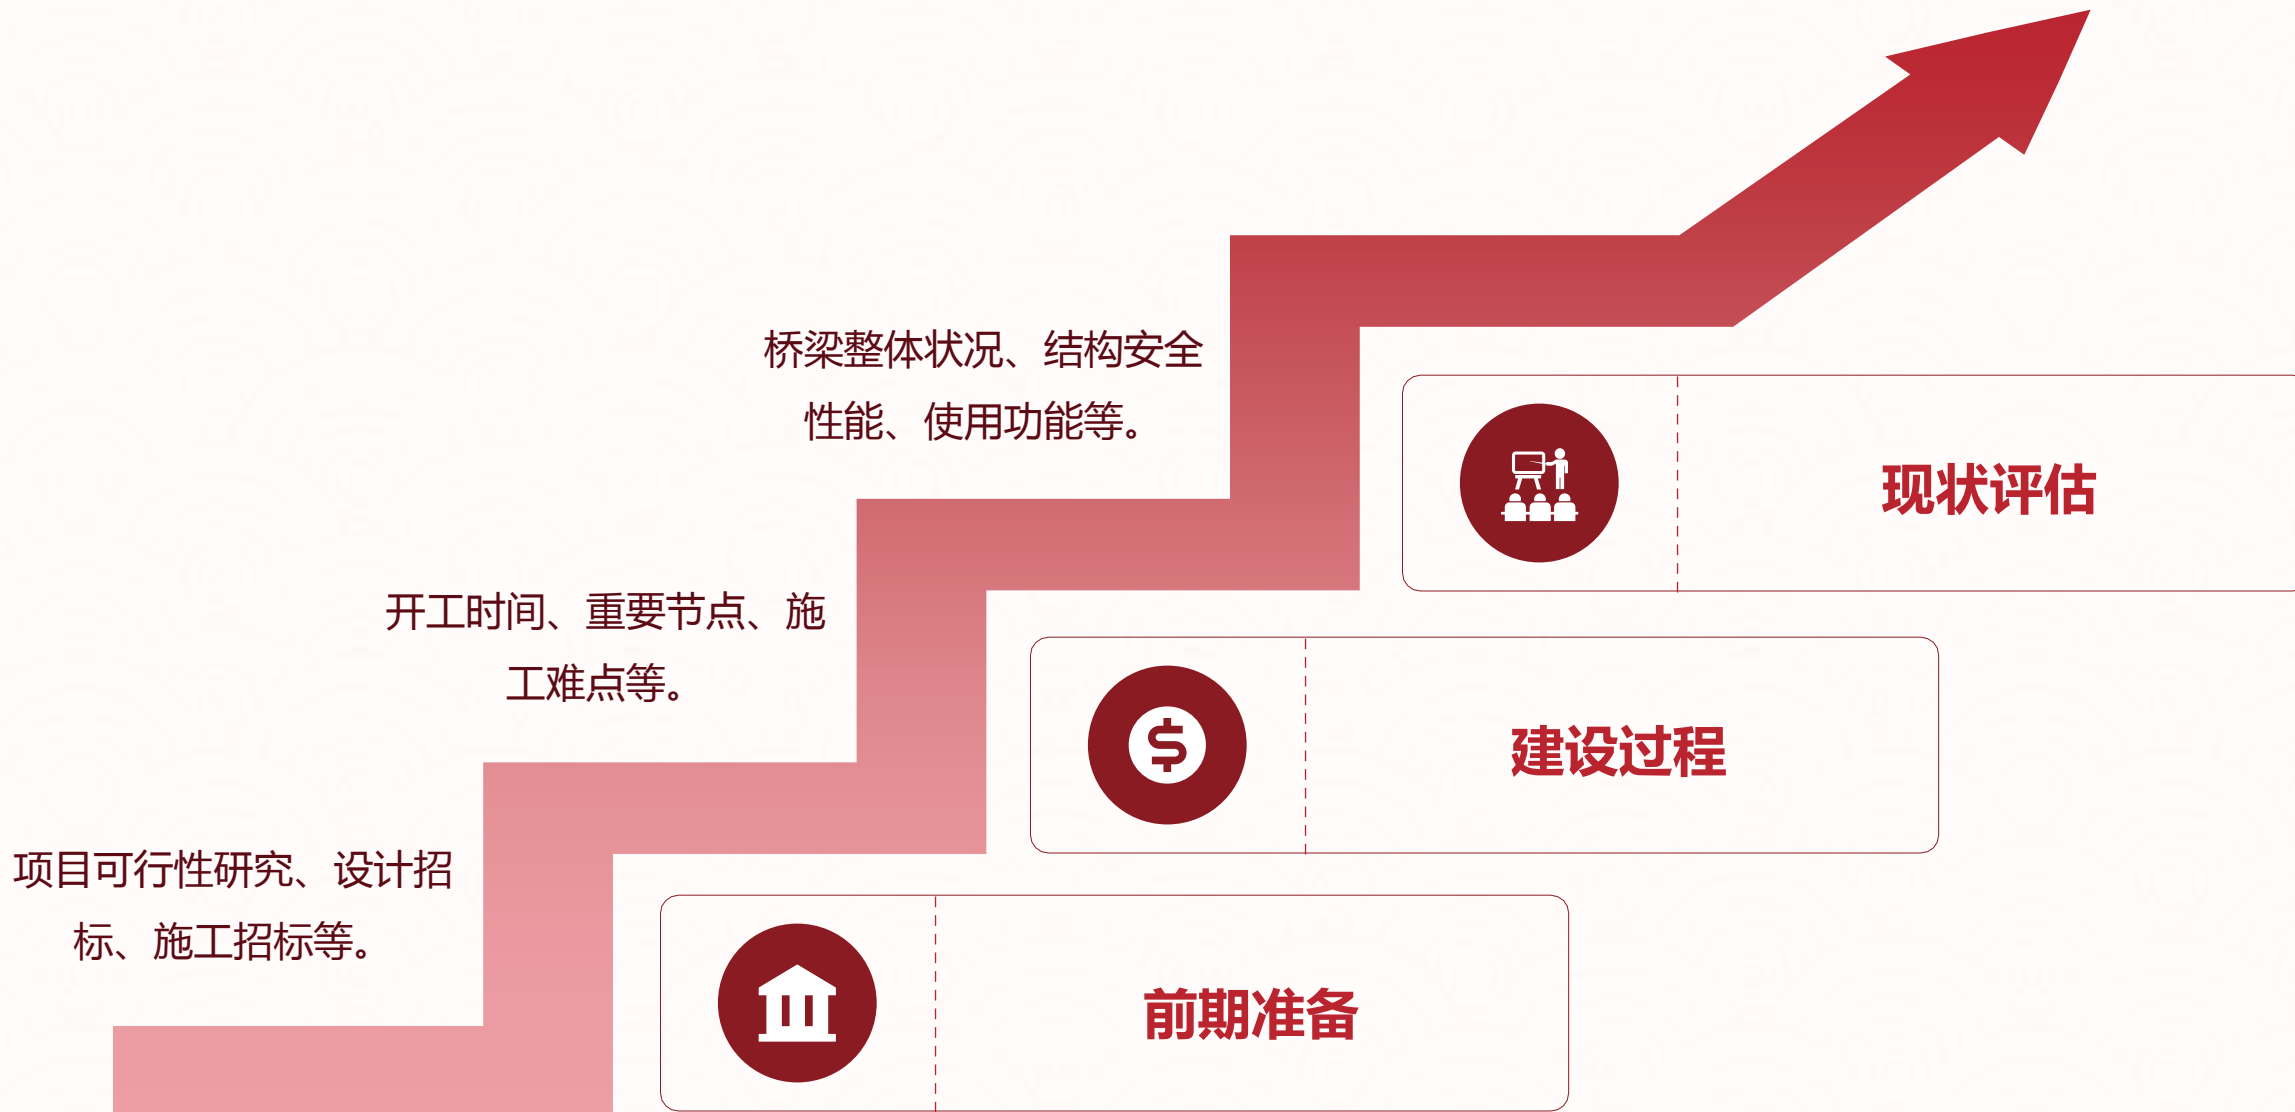 桥梁整体状况、结构安全
性能、使用功能等。
现状评估
开工时间、重要节点、施
工难点等。
建设过程
项目可行性研究、设计招
标、施工招标等。
前期准备